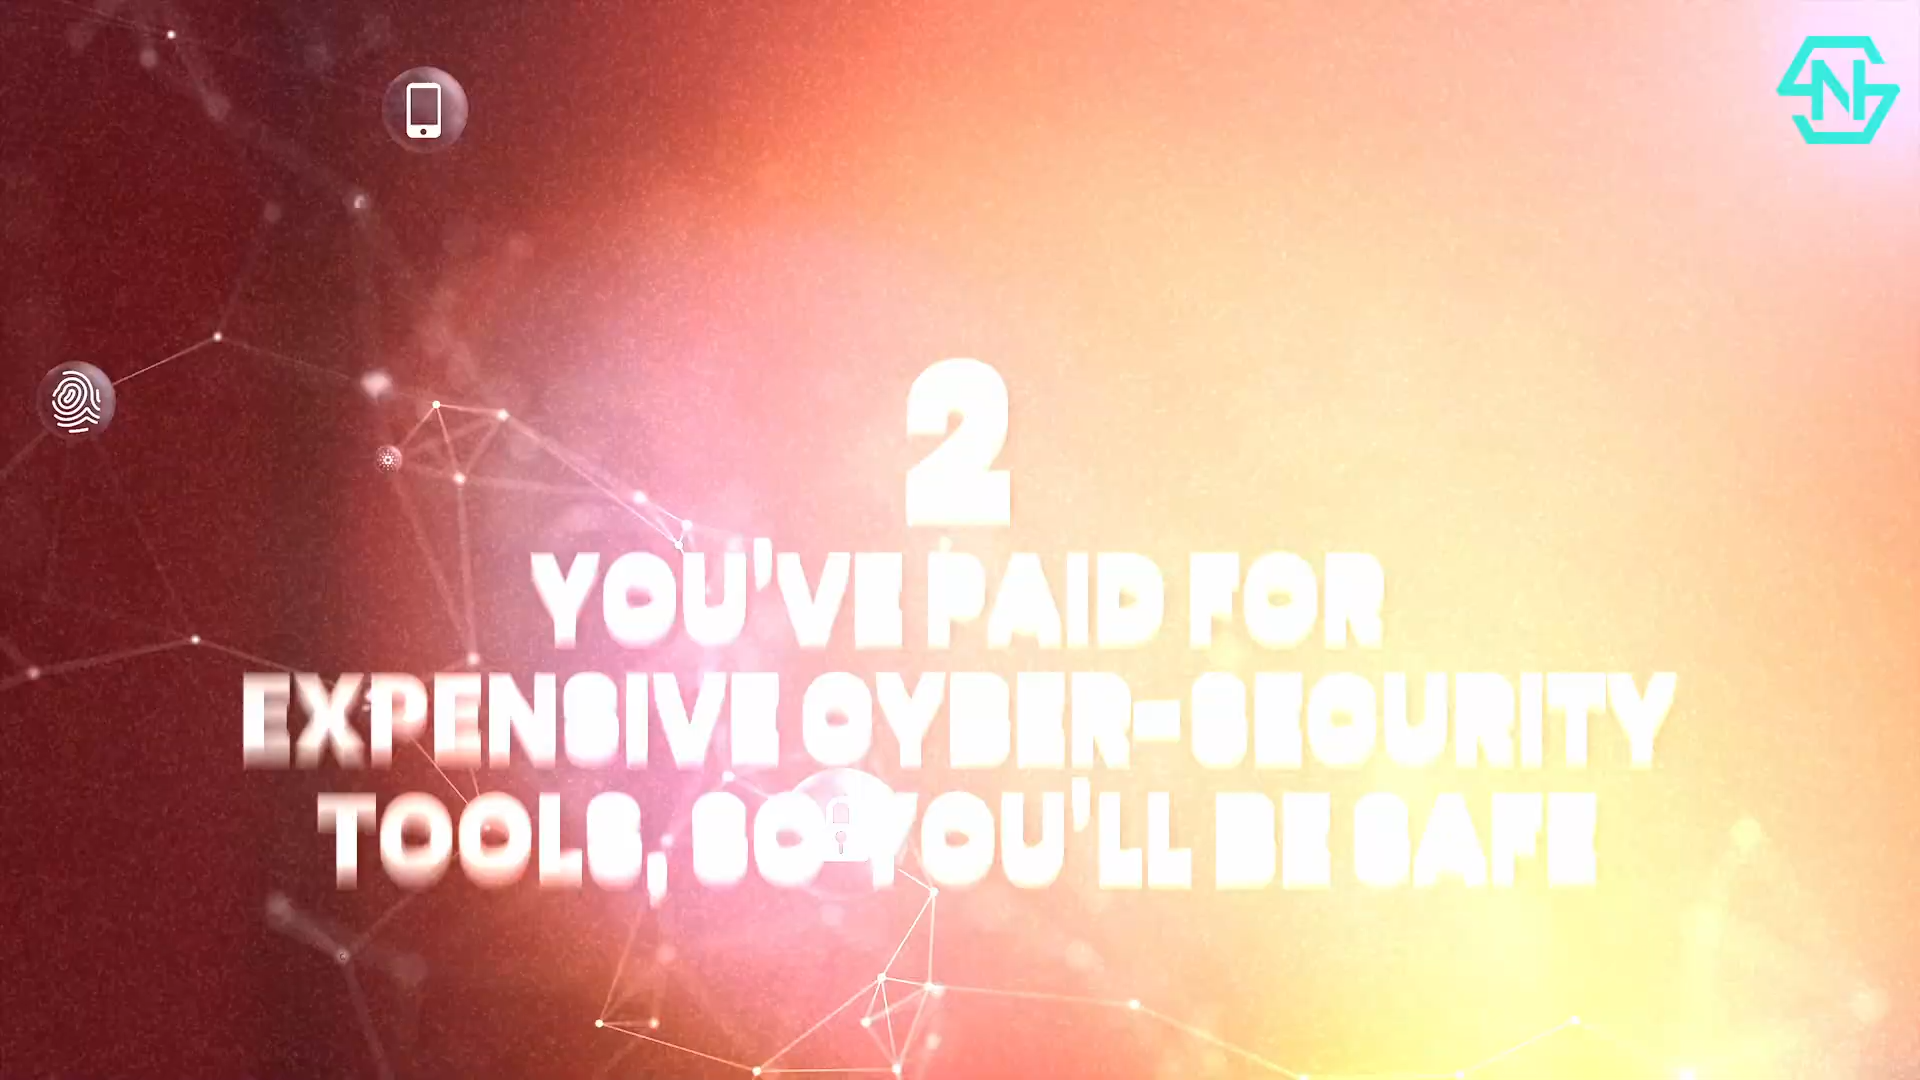 2
YOU'VE PAID FOR
EXPENSIVE CYBER-SECURITY
TOOLS, SO YOU'LL BE SAFE